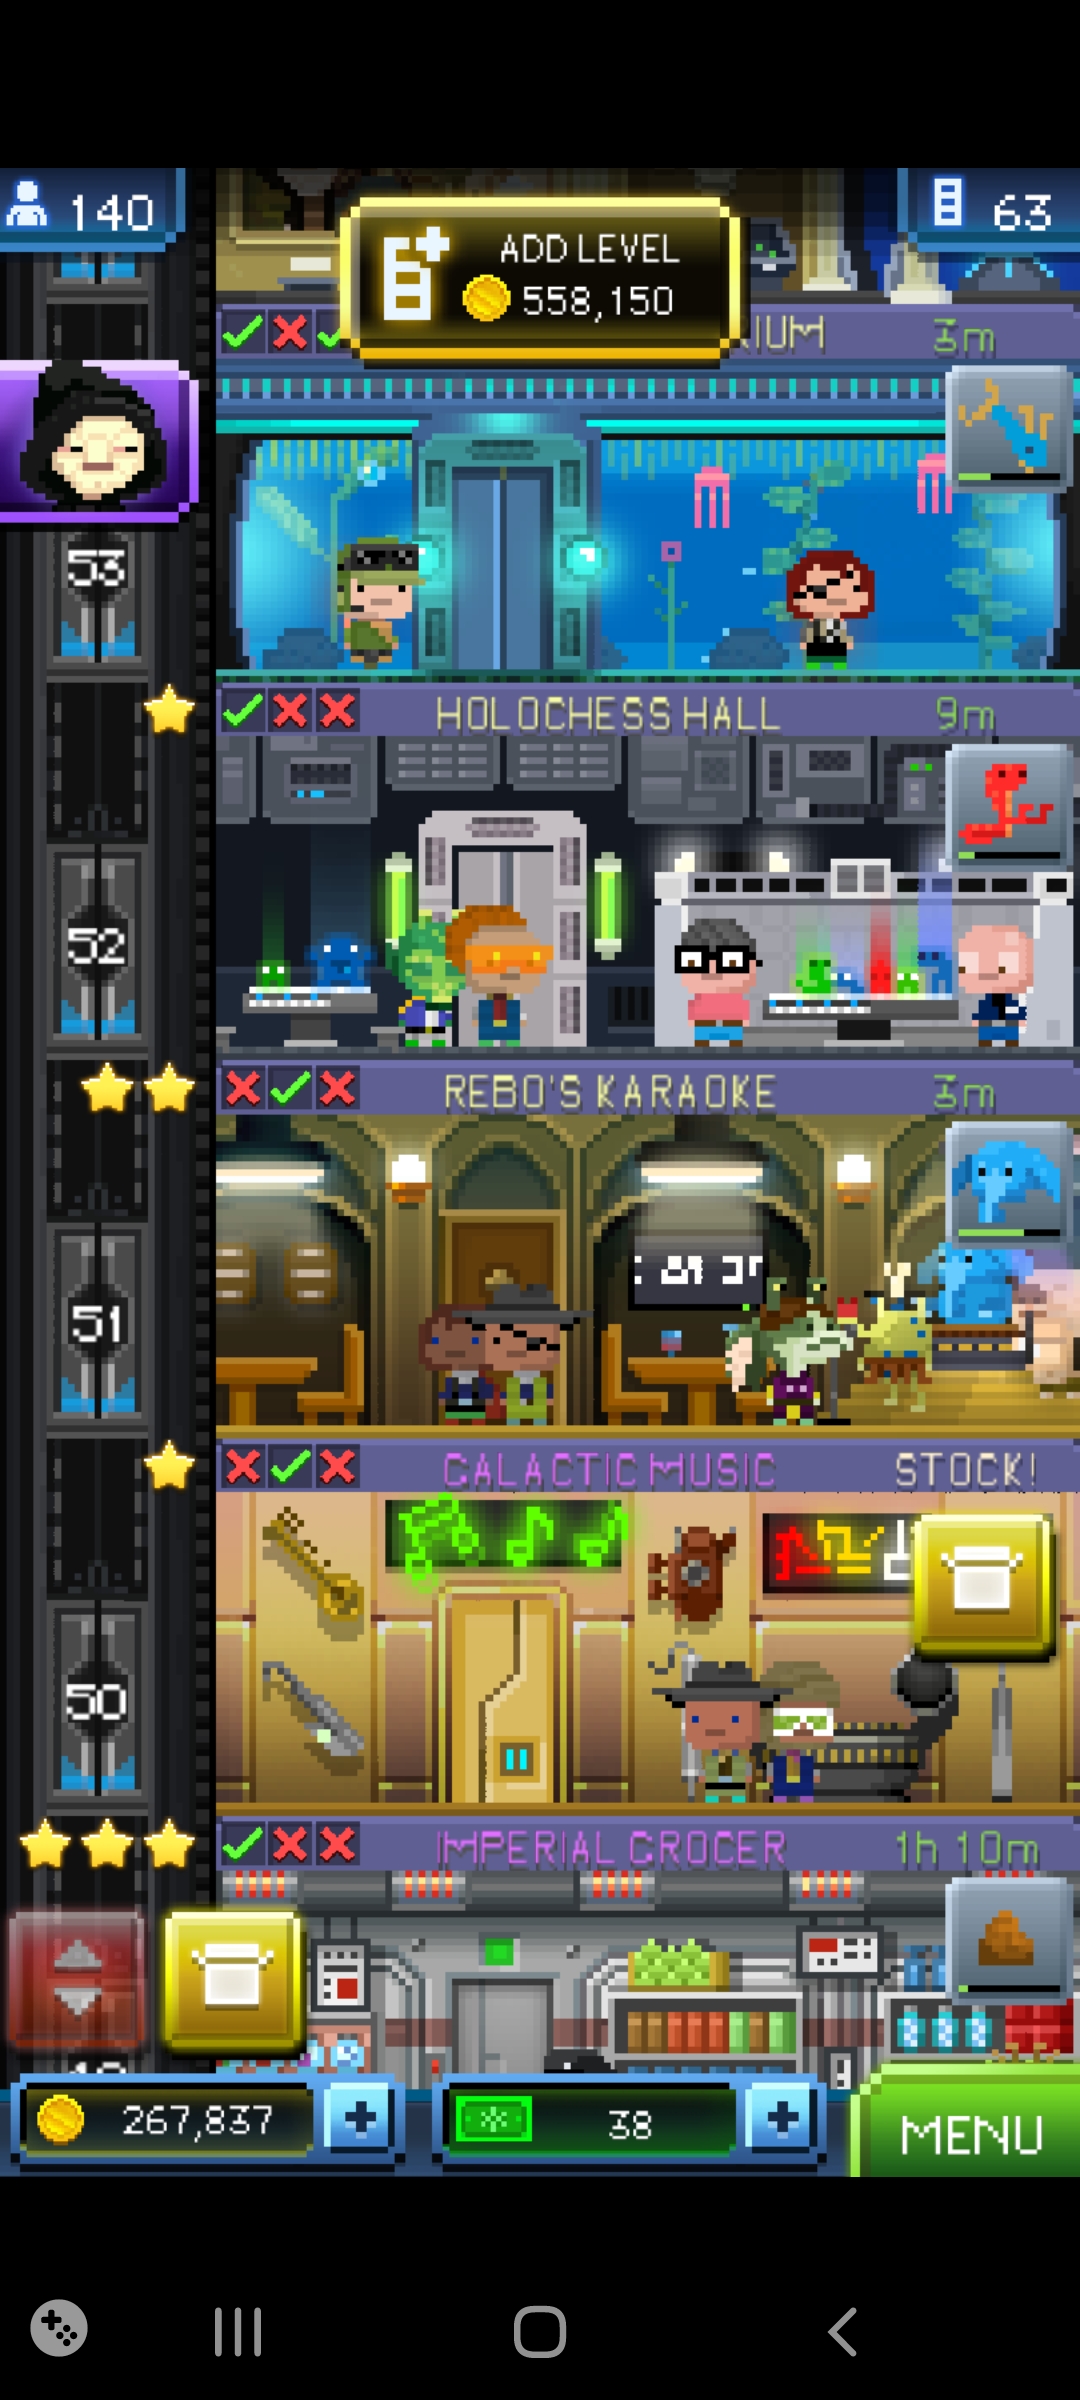 140
ADD LEVEL
558,150
63
3m
53
HOLOCHESS HALL
9m
52
REBO'S KARAOKE
3m
51
GALACTIC MUSIC
STOCK!
50
IMPERIAL GROCER
1h 10m
267,837
38
MENU